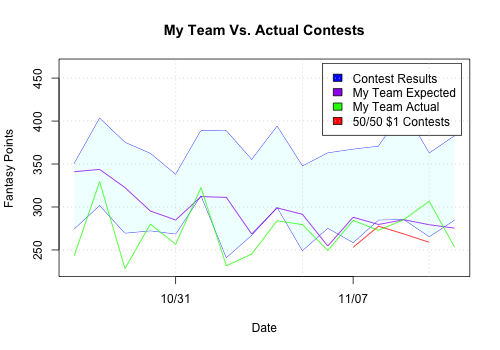 My Team Vs. Actual Contests
Contest Results
My Team Expected
My Team Actual
50/50 $1 Contests
Fantasy Points
450
400
350
300
250
10/31
11/07
Date